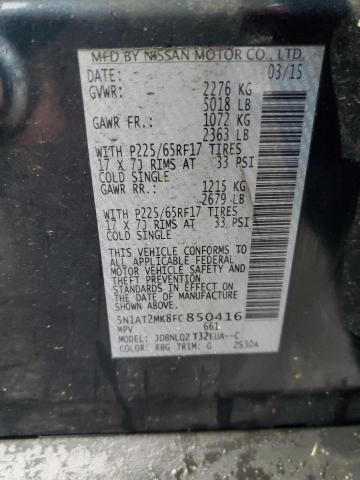 MFD BY NISSAN MOTOR CO., LTD.
DATE: 03/15
GVWR: 2276 KG
5018 LB
GAWR FR: 1072 KG
2363 LB
WITH P225/65RF17 TIRES
17 X 7J RIMS AT 33 PSI
COLD SINGLE
GAWR RR: 1215 KG
2679 LB
WITH P225/65RF17 TIRES
17 X 7J RIMS AT 33 PSI
COLD SINGLE
THIS VEHICLE CONFORMS TO
ALL APPLICABLE FEDERAL
MOTOR VEHICLE SAFETY
AND THEFT PREVENTION
STANDARDS IN EFFECT ON
THE DATE OF MANUFACTURE
SHOWN ABOVE.
5N1AT2MK8FC850416
MPV 661
MODEL: JDBNLQZ T32EUA--C
COLOR: RBG TRIM: G 2S30A